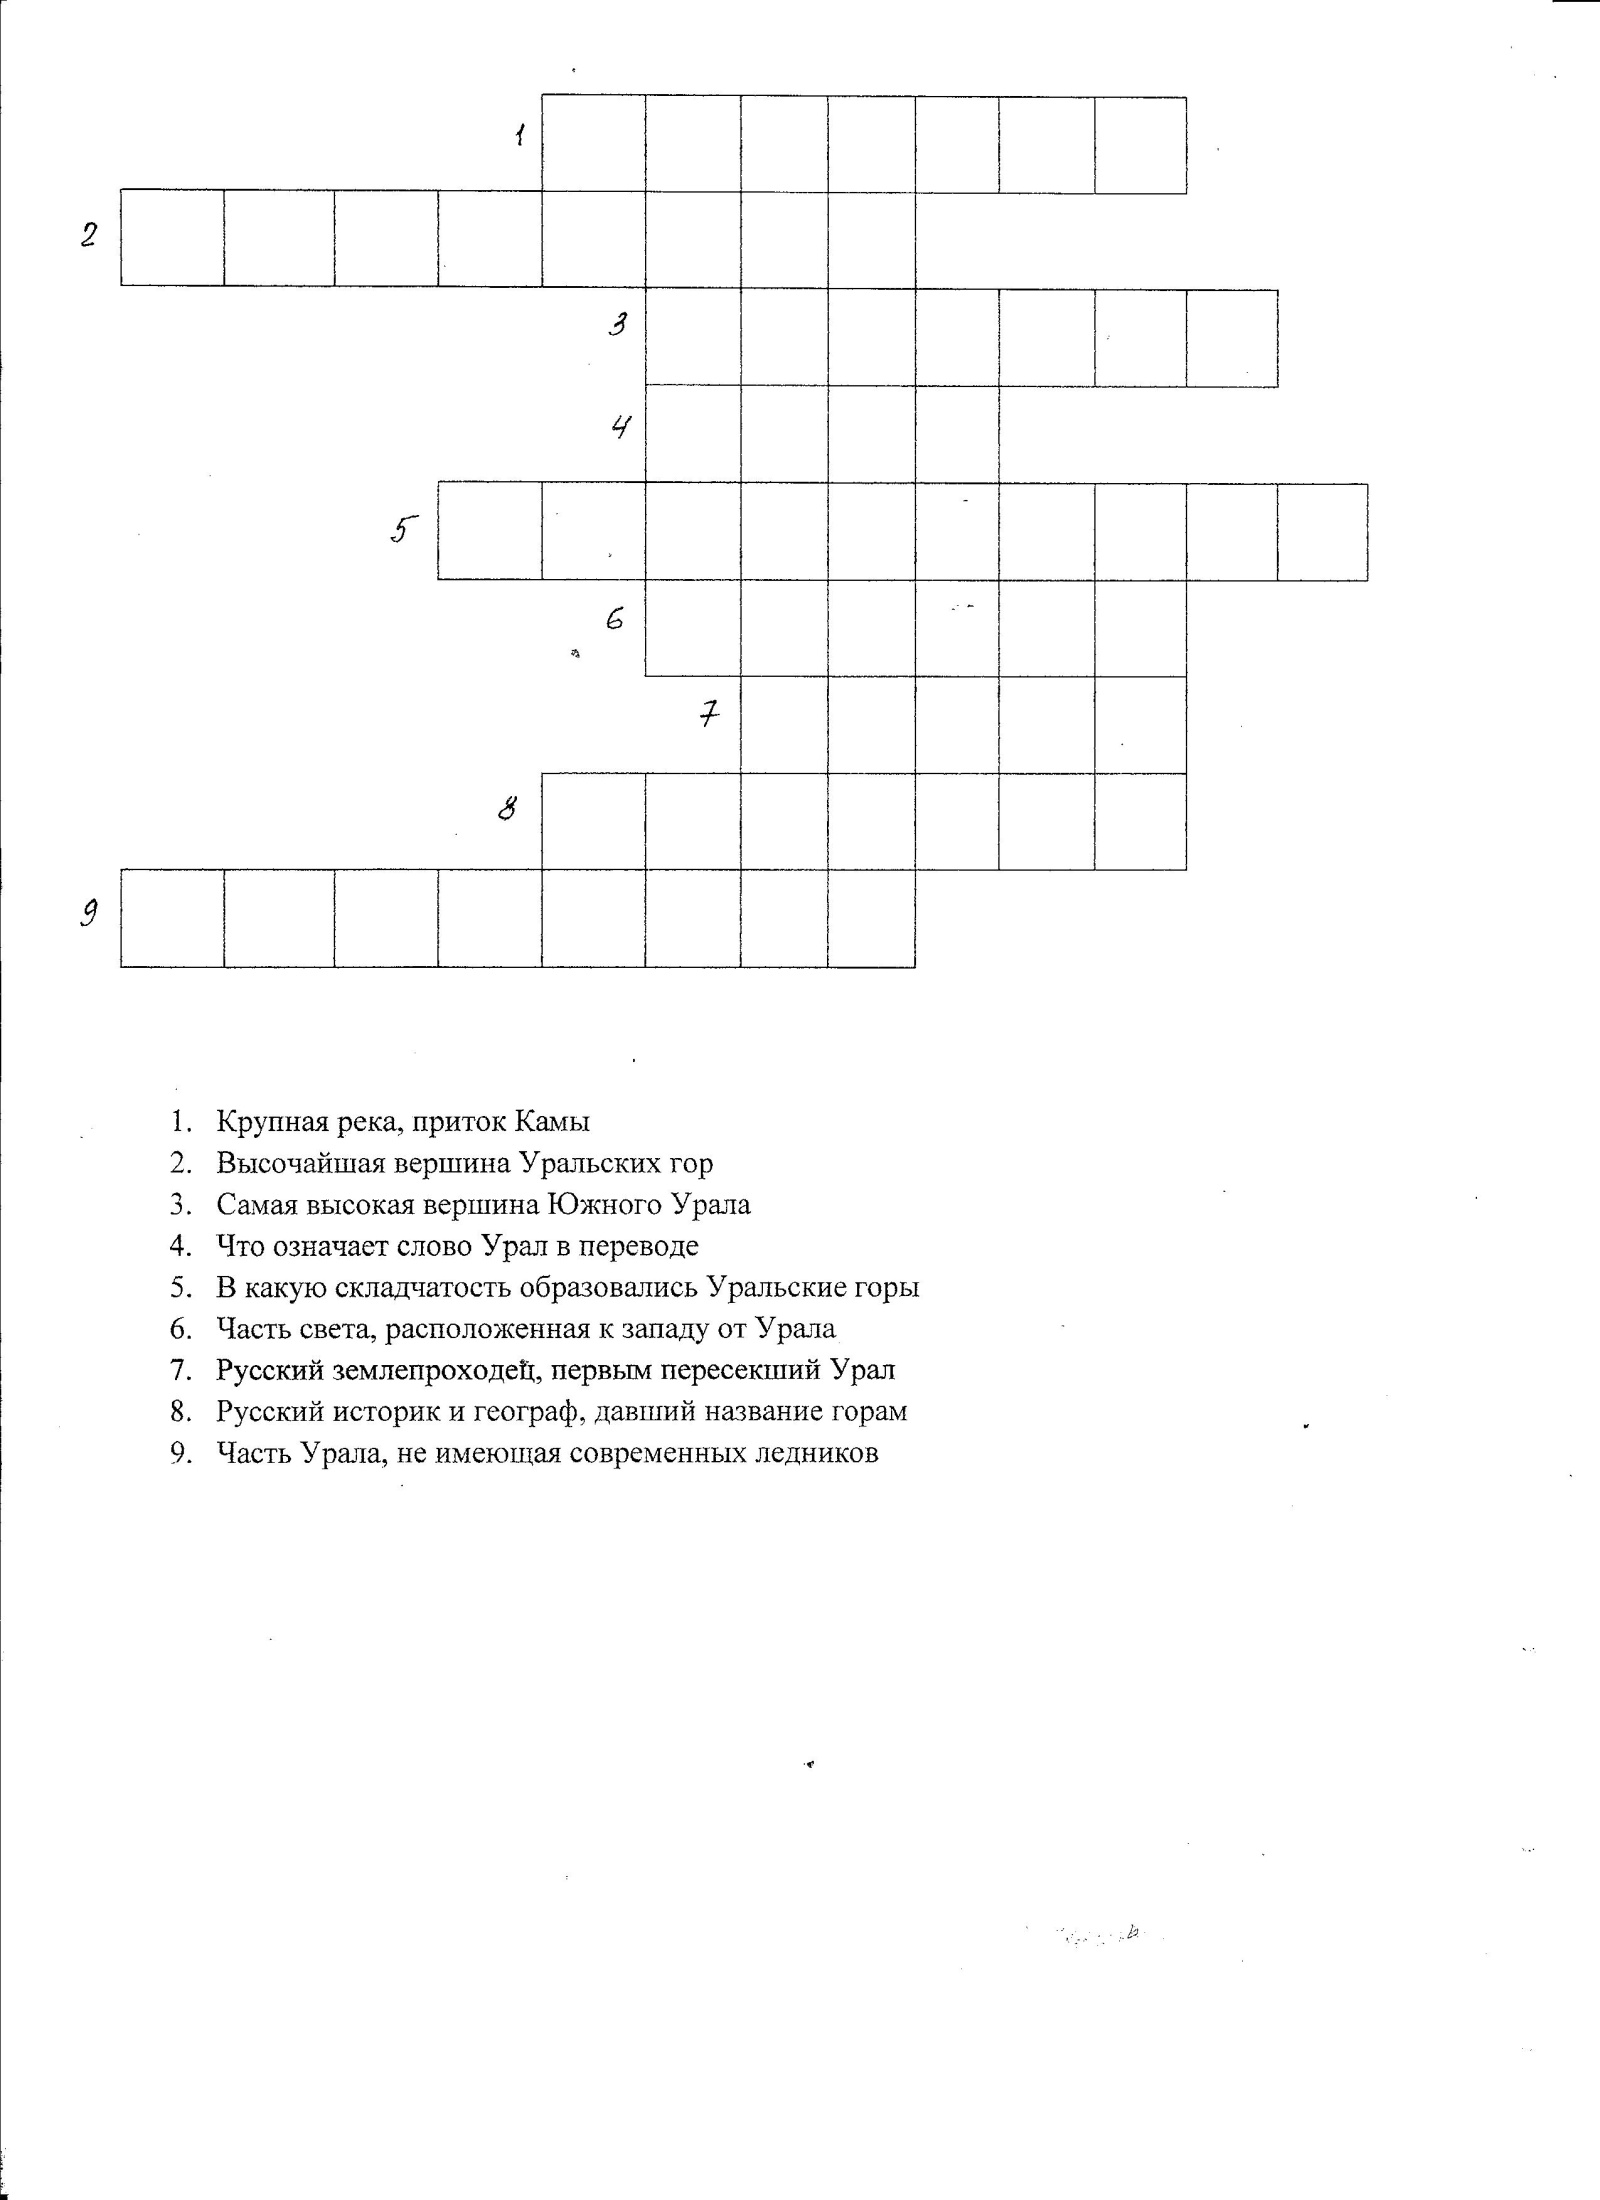 1
2
3
4
5
6
7
8
9
1. Крупная река, приток Камы
2. Высочайшая вершина Уральских гор
3. Самая высокая вершина Южного Урала
4. Что означает слово Урал в переводе
5. В какую складчатость образовались Уральские горы
6. Часть света, расположенная к западу от Урала
7. Русский землепроходец, первым пересекший Урал
8. Русский историк и географ, давший название горам
9. Часть Урала, не имеющая современных ледников